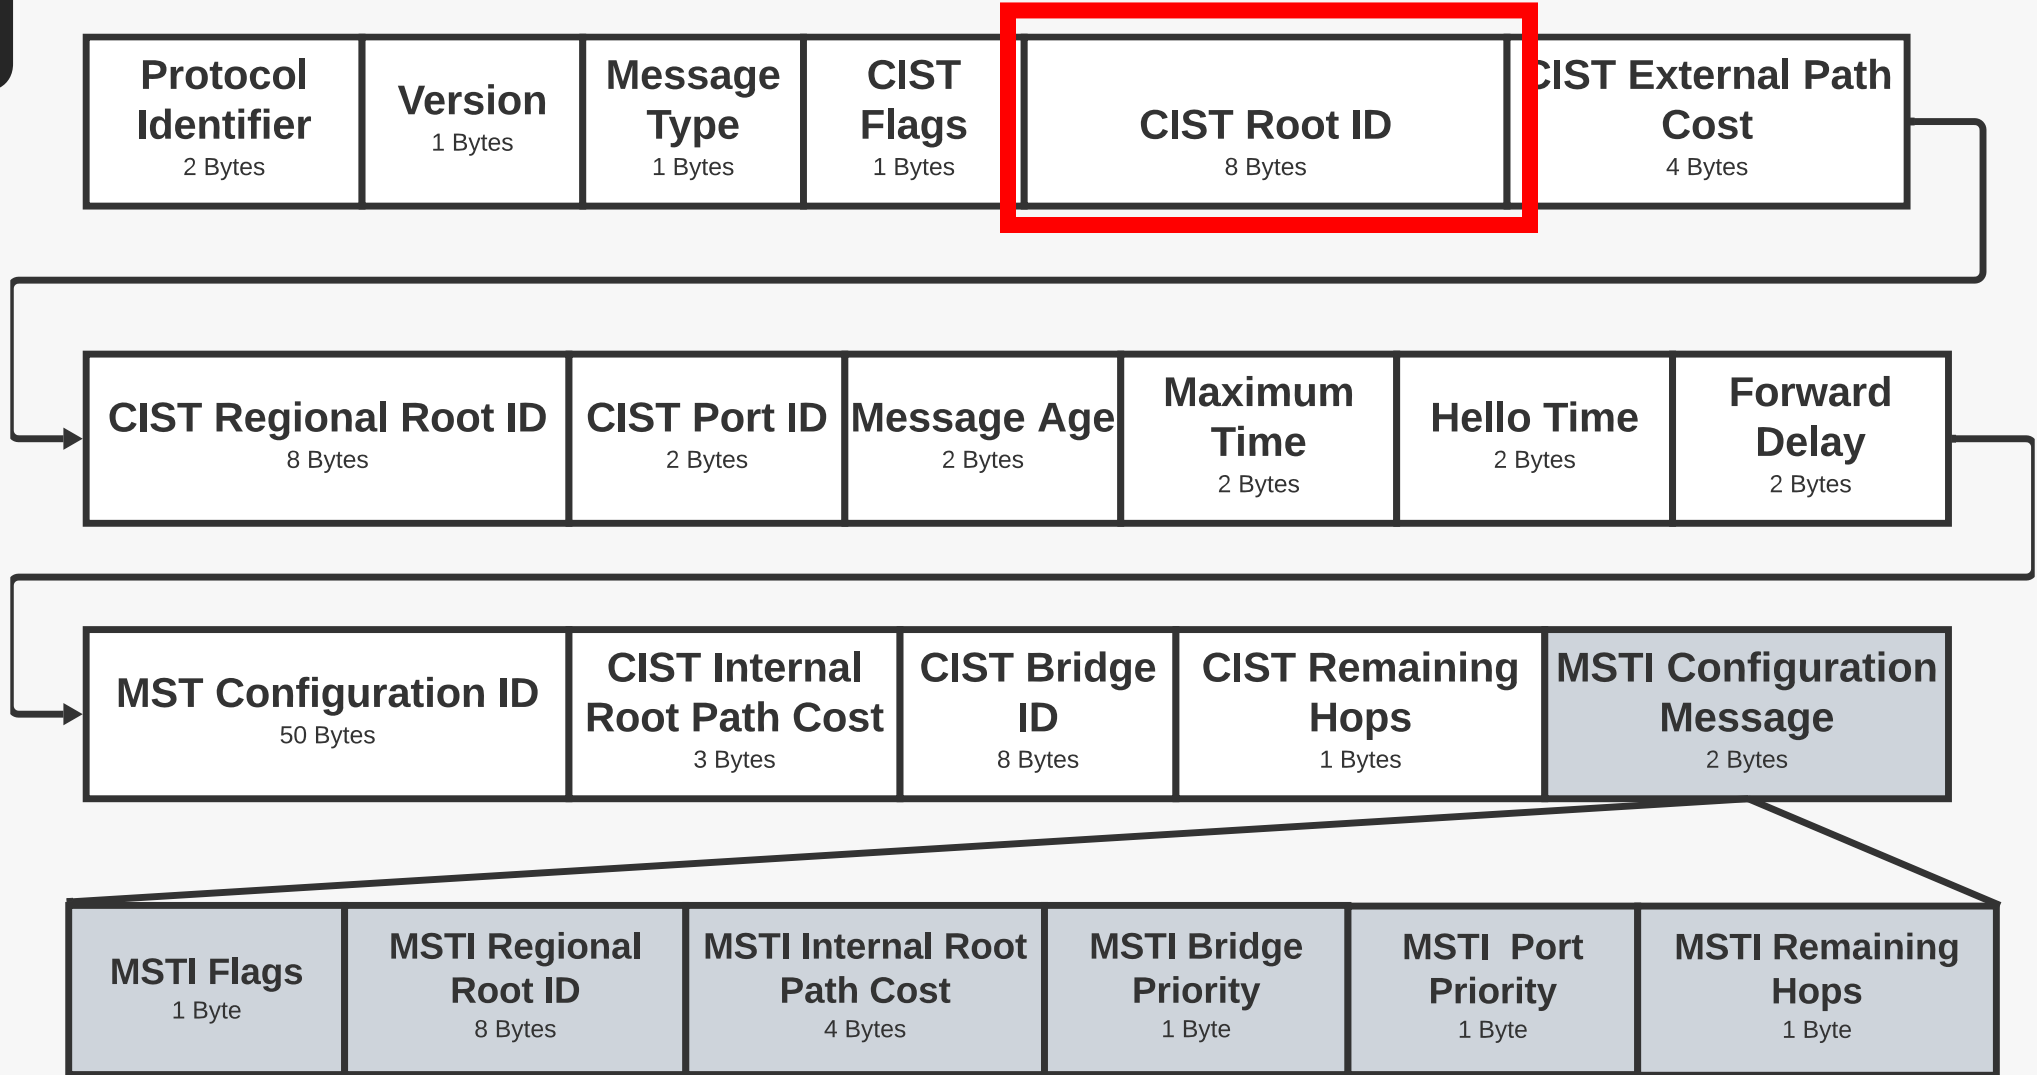 Protocol
Identifier
2 Bytes
Version
1 Bytes
Message
Type
1 Bytes
CIST
Flags
1 Bytes
CIST Root ID
8 Bytes
CIST External Path
Cost
4 Bytes
CIST Regional Root ID
8 Bytes
CIST Port ID
2 Bytes
Message Age
2 Bytes
Maximum
Time
2 Bytes
Hello Time
2 Bytes
Forward
Delay
2 Bytes
MST Configuration ID
50 Bytes
CIST Internal
Root Path Cost
3 Bytes
CIST Bridge
ID
8 Bytes
CIST Remaining
Hops
1 Bytes
MSTI Configuration
Message
2 Bytes
MSTI Flags
1 Byte
MSTI Regional
Root ID
8 Bytes
MSTI Internal Root
Path Cost
4 Bytes
MSTI Bridge
Priority
1 Byte
MSTI  Port
Priority
1 Byte
MSTI Remaining
Hops
1 Byte